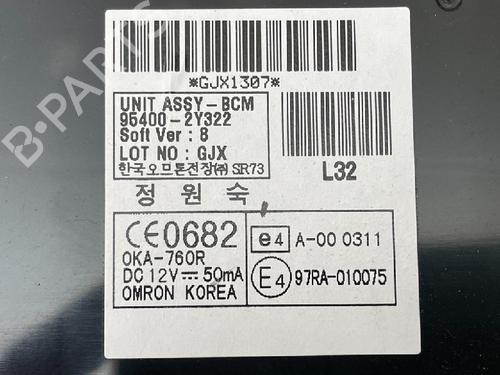 *GJX1307*
UNIT ASSY-BCM
95400-2Y322
Soft Ver : 8
LOT NO : GJX
한국오므론전장㈜ SR73
L32
정 원 숙
CE0682
OKA-760R
DC 12V 50mA
OMRON KOREA
e4 A-00 0311
E4 97RA-010075
B-PARTS